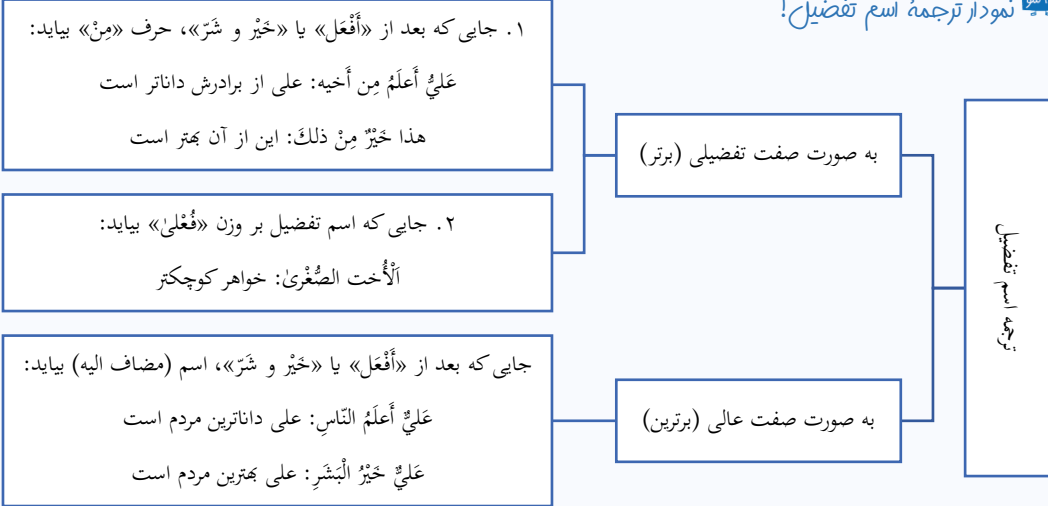 نمودار ترجمهٔ اسم تفضیل!
ترجمه اسم تفضیل
به صورت صفت تفضیلی (برتر)
۱. جایی که بعد از «أَفْعَل» یا «خَیْر و شَرّ»، حرف «مِنْ» بیاید:
عَليُّ أَعلَمُ مِن أَخیه: علی از برادرش داناتر است
هذا خَیْرٌ مِنْ ذلكَ: این از آن بهتر است
۲. جایی که اسم تفضیل بر وزن «فُعْلیٰ» بیاید:
اَلْأُخت الصُّغْریٰ: خواهر کوچکتر
به صورت صفت عالی (برترین)
جایی که بعد از «أَفْعَل» یا «خَیْر و شَرّ»، اسم (مضاف الیه) بیاید:
عَليٌّ أَعلَمُ النّاسِ: علی داناترین مردم است
عَليٌّ خَیْرُ الْبَشَرِ: علی بهترین مردم است